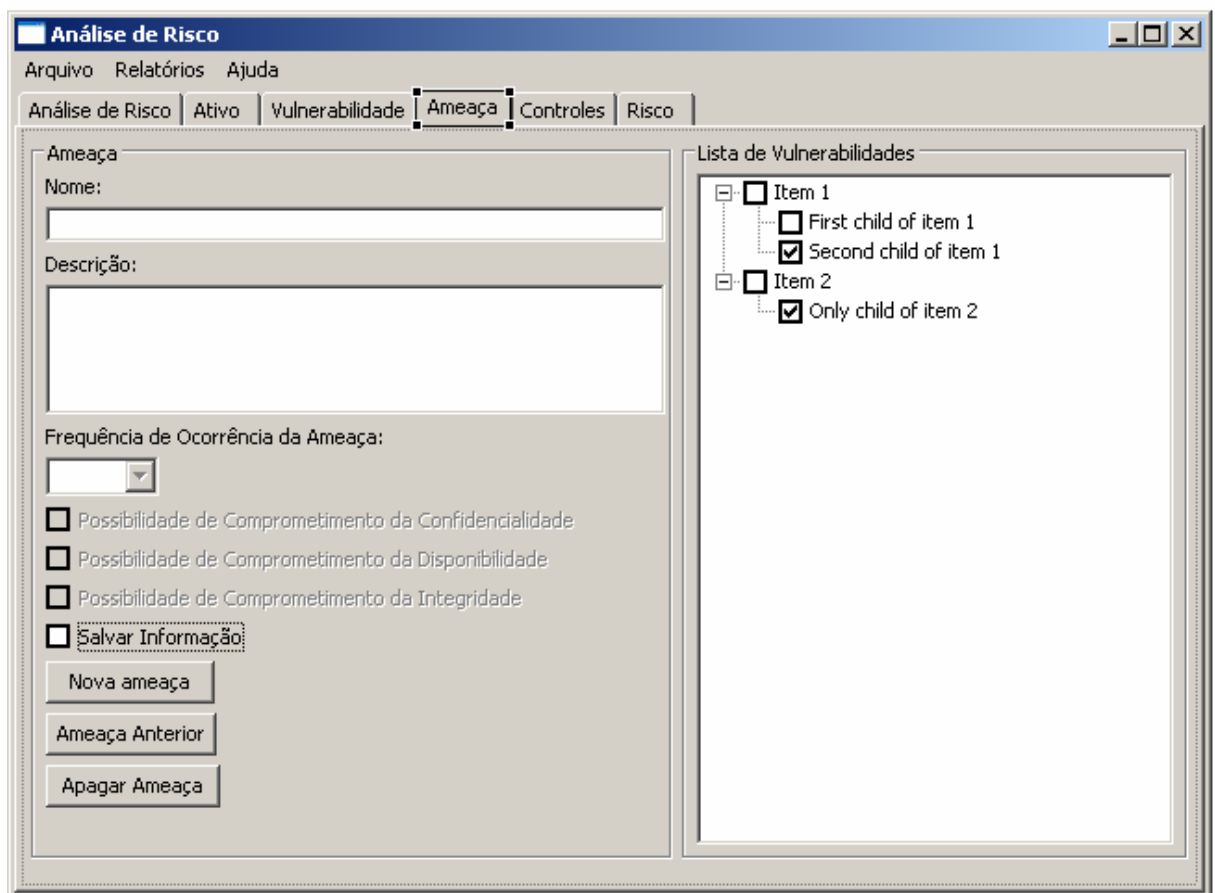 Análise de Risco
Arquivo Relatórios Ajuda
Análise de Risco Ativo Vulnerabilidade Ameaça Controles Risco
Ameaça
Nome:
Descrição:
Frequência de Ocorrência da Ameaça:
Possibilidade de Comprometimento da Confidencialidade
Possibilidade de Comprometimento da Disponibilidade
Possibilidade de Comprometimento da Integridade
Salvar Informação
Nova ameaça
Ameaça Anterior
Apagar Ameaça
Lista de Vulnerabilidades
Item 1
First child of item 1
Second child of item 1
Item 2
Only child of item 2